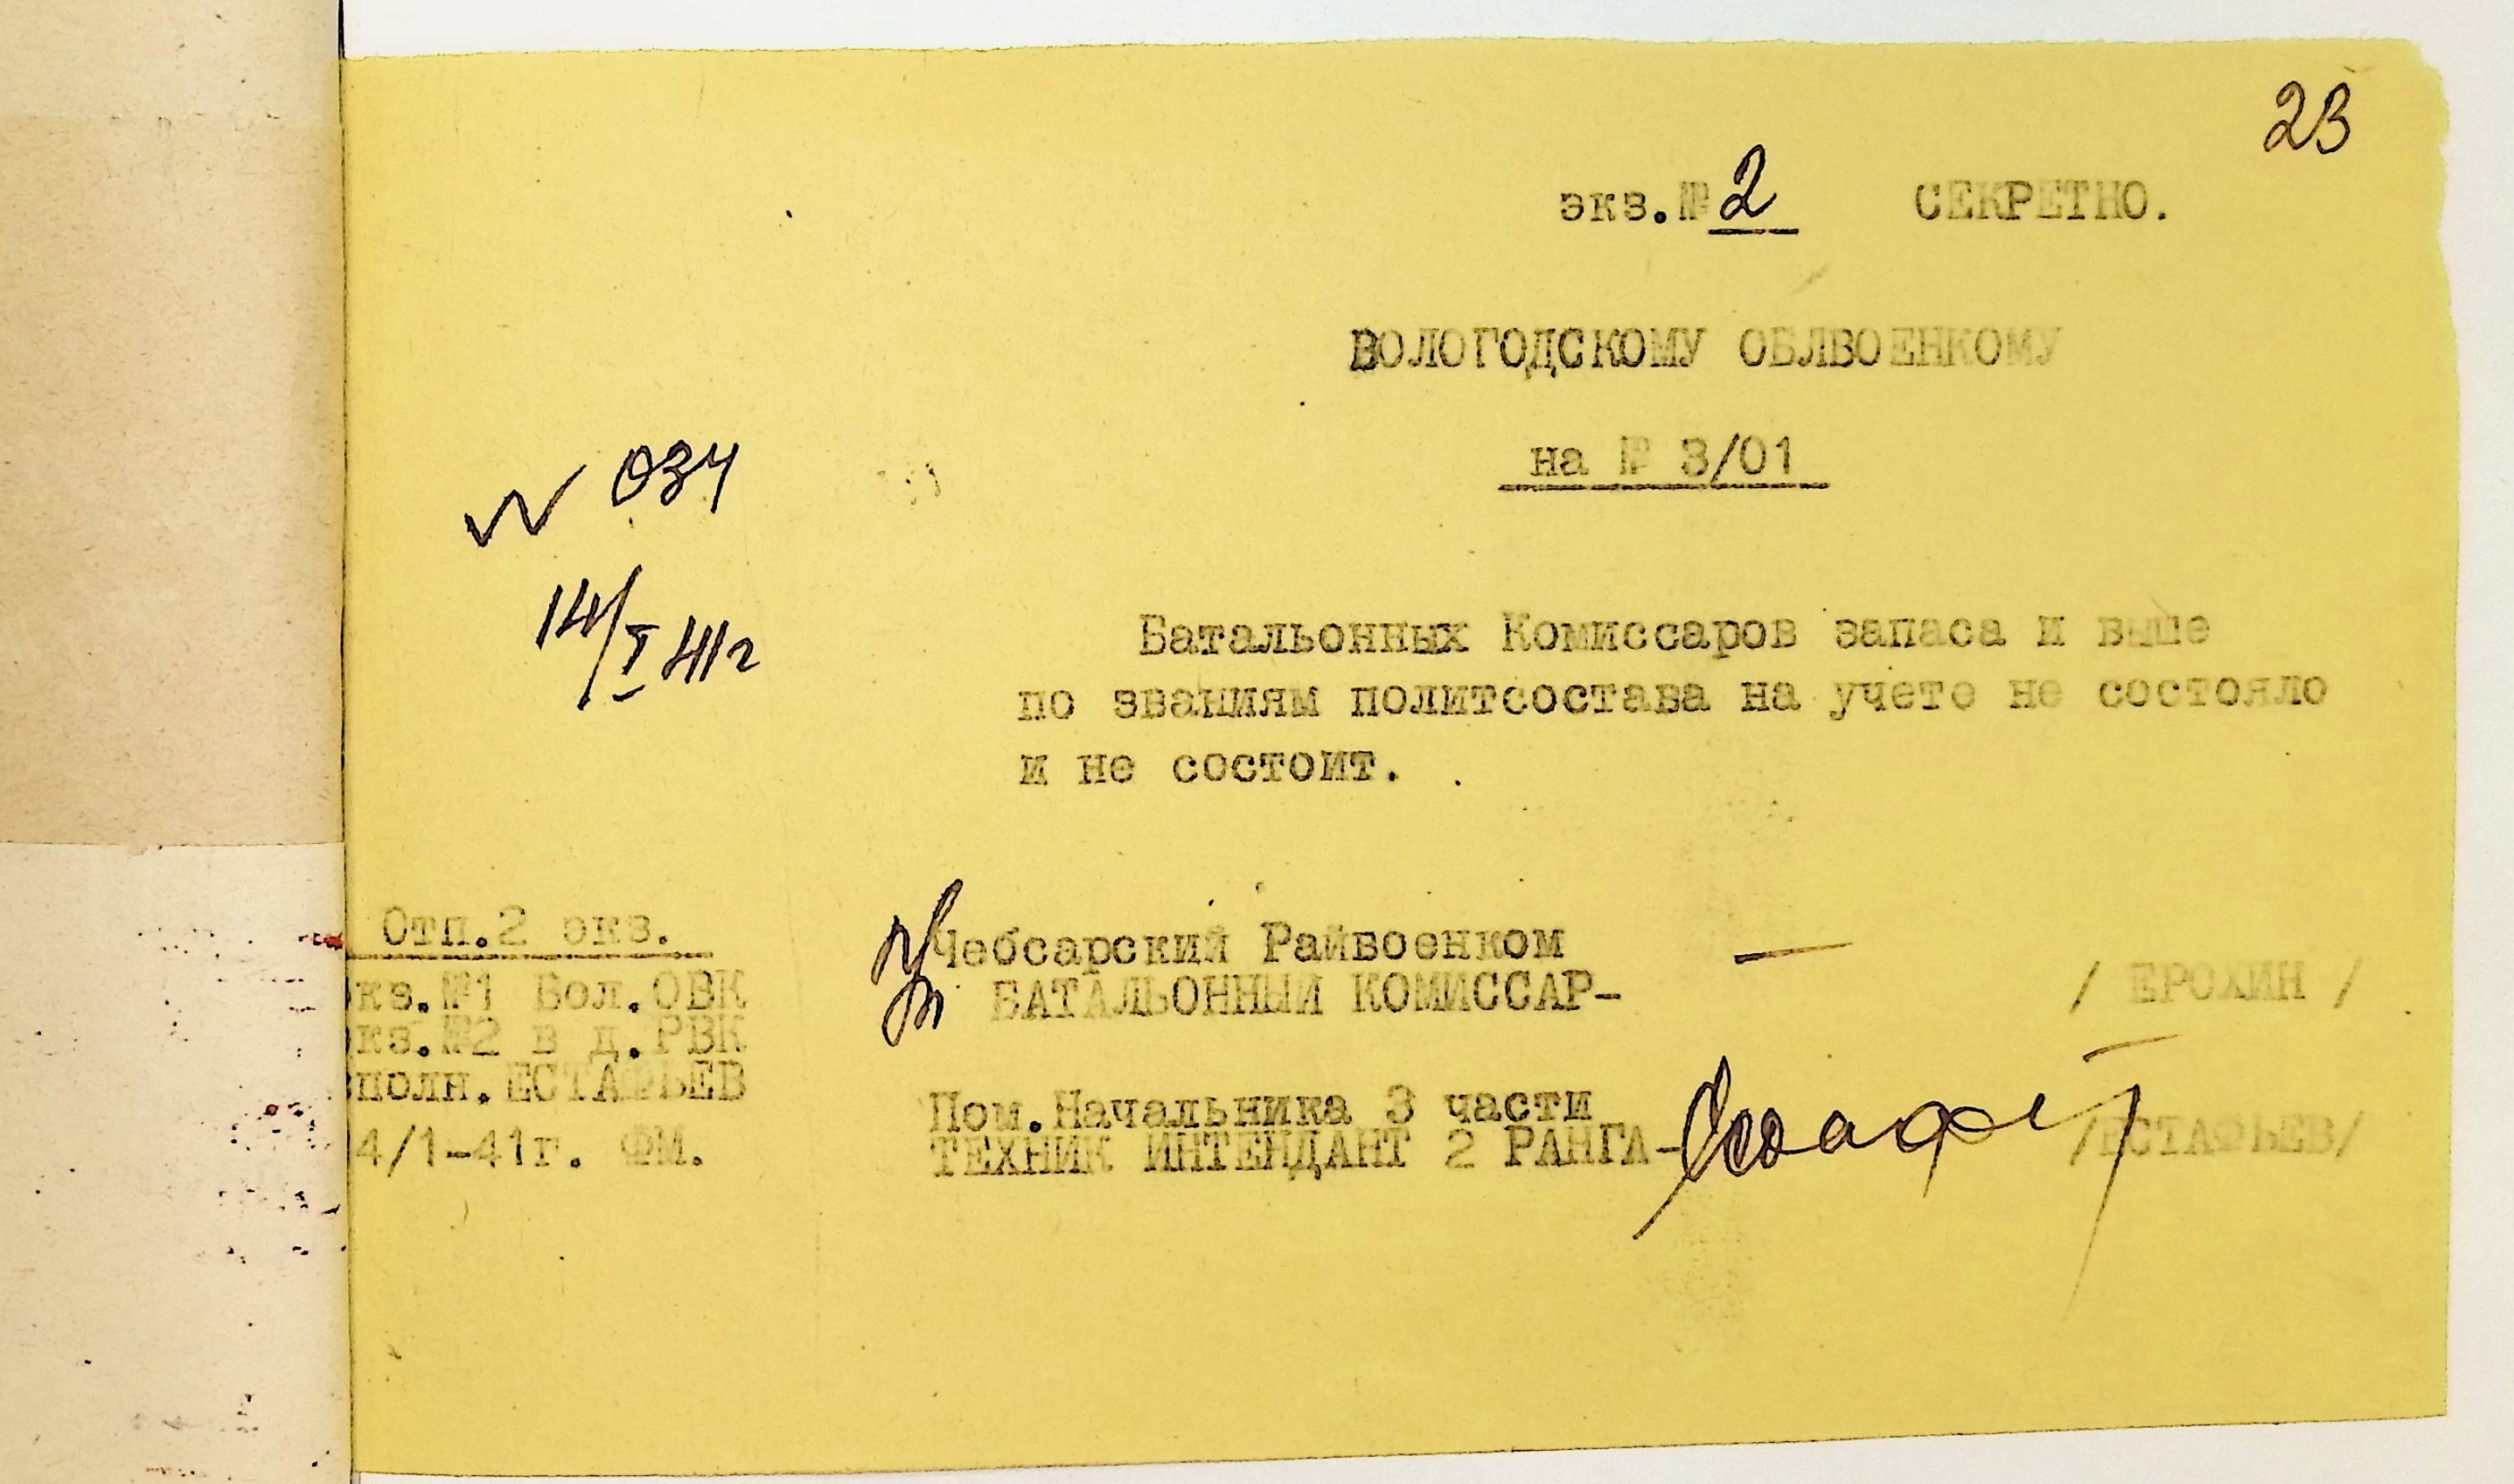 23
экз.№ 2 СЕКРЕТНО.
ВОЛОГОДСКОМУ ОБЛВОЕНКОМУ
на № 3/01
№ 034
14/I 41г
Батальонных Комиссаров запаса и выше
по званиям политсостава на учете не состояло
и не состоит.
Чебсарский Райвоенком
БАТАЛЬОННЫЙ КОМИССАР-
/ ЕРОХИН /
Пом.Начальника 3 части
ТЕХНИК ИНТЕНДАНТ 2 РАНГА-
/ЕСТАФЬЕВ/
Отп.2 экз.
кз.№1 Вол.ОВК
кз.№2 в д.РВК
полн.ЕСТАФЬЕВ
4/1-41г. ФМ.